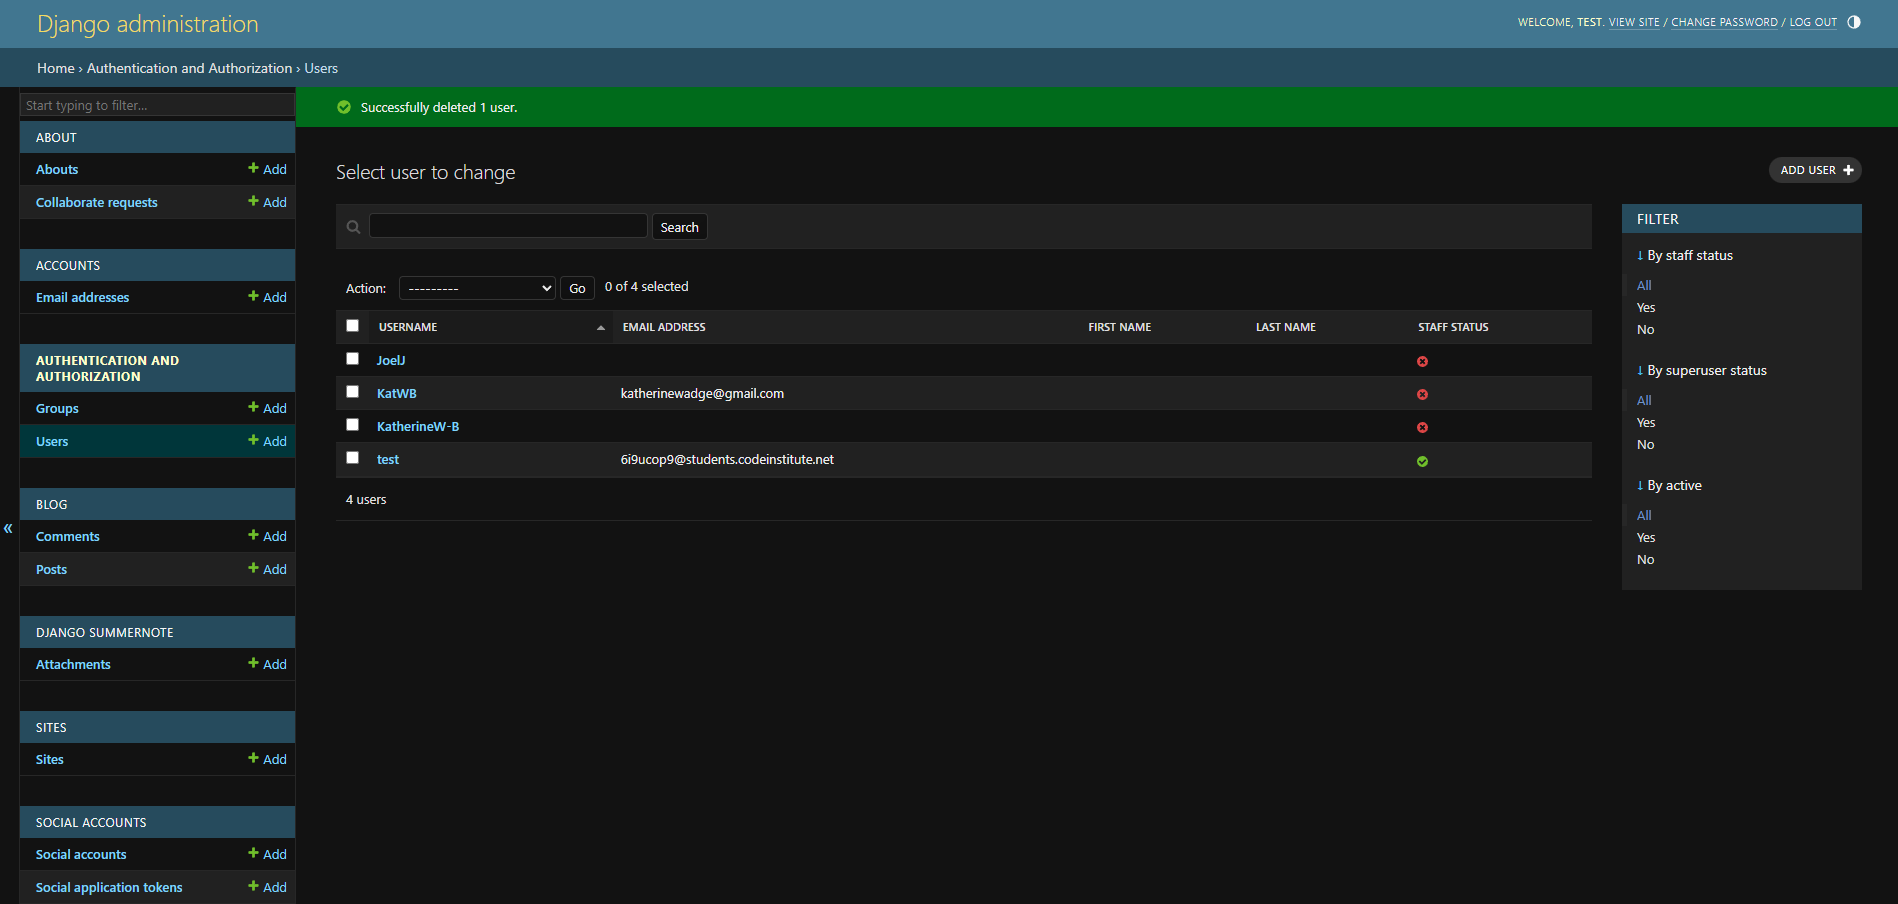 Django administration
WELCOME, TEST. VIEW SITE / CHANGE PASSWORD / LOG OUT
Home › Authentication and Authorization › Users
Start typing to filter...
ABOUT
Abouts Add
Collaborate requests Add
ACCOUNTS
Email addresses Add
AUTHENTICATION AND
AUTHORIZATION
Groups Add
Users Add
BLOG
Comments Add
Posts Add
DJANGO SUMMERNOTE
Attachments Add
SITES
Sites Add
SOCIAL ACCOUNTS
Social accounts Add
Social application tokens Add
«
Successfully deleted 1 user.
Select user to change
ADD USER
Search
Action: --------- Go 0 of 4 selected
USERNAME EMAIL ADDRESS FIRST NAME LAST NAME STAFF STATUS
JoelJ
KatWB katherinewadge@gmail.com
KatherineW-B
test 6i9ucop9@students.codeinstitute.net
4 users
FILTER
↓ By staff status
All
Yes
No
↓ By superuser status
All
Yes
No
↓ By active
All
Yes
No